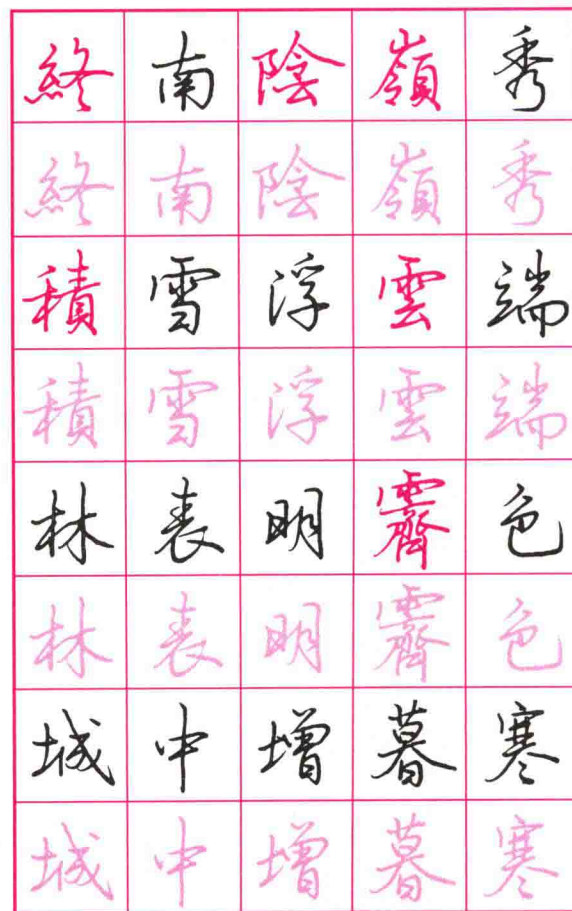 終南陰嶺秀
終南陰嶺秀
積雪浮雲端
積雪浮雲端
林表明霽色
林表明霽色
城中增暮寒
城中增暮寒